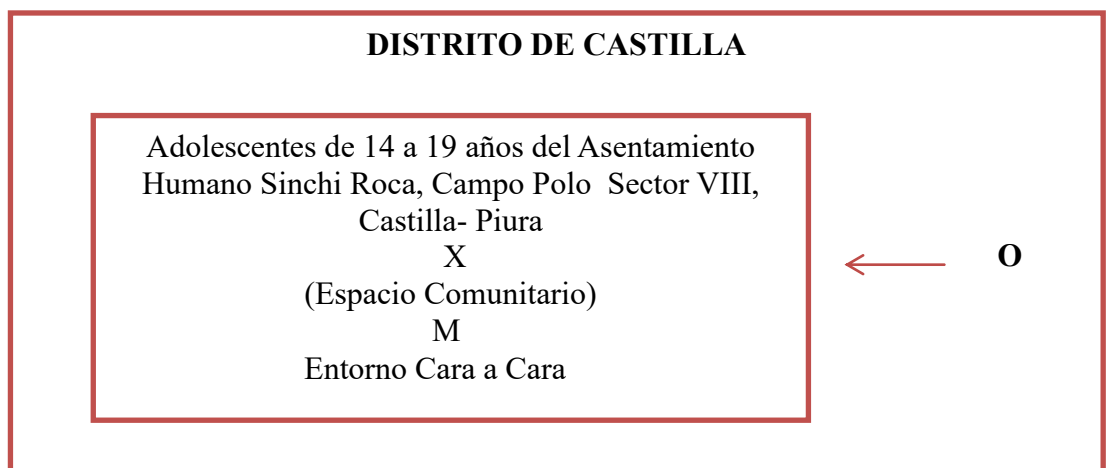 DISTRITO DE CASTILLA
Adolescentes de 14 a 19 años del Asentamiento
Humano Sinchi Roca, Campo Polo Sector VIII,
Castilla- Piura
X
(Espacio Comunitario)
M
Entorno Cara a Cara
O